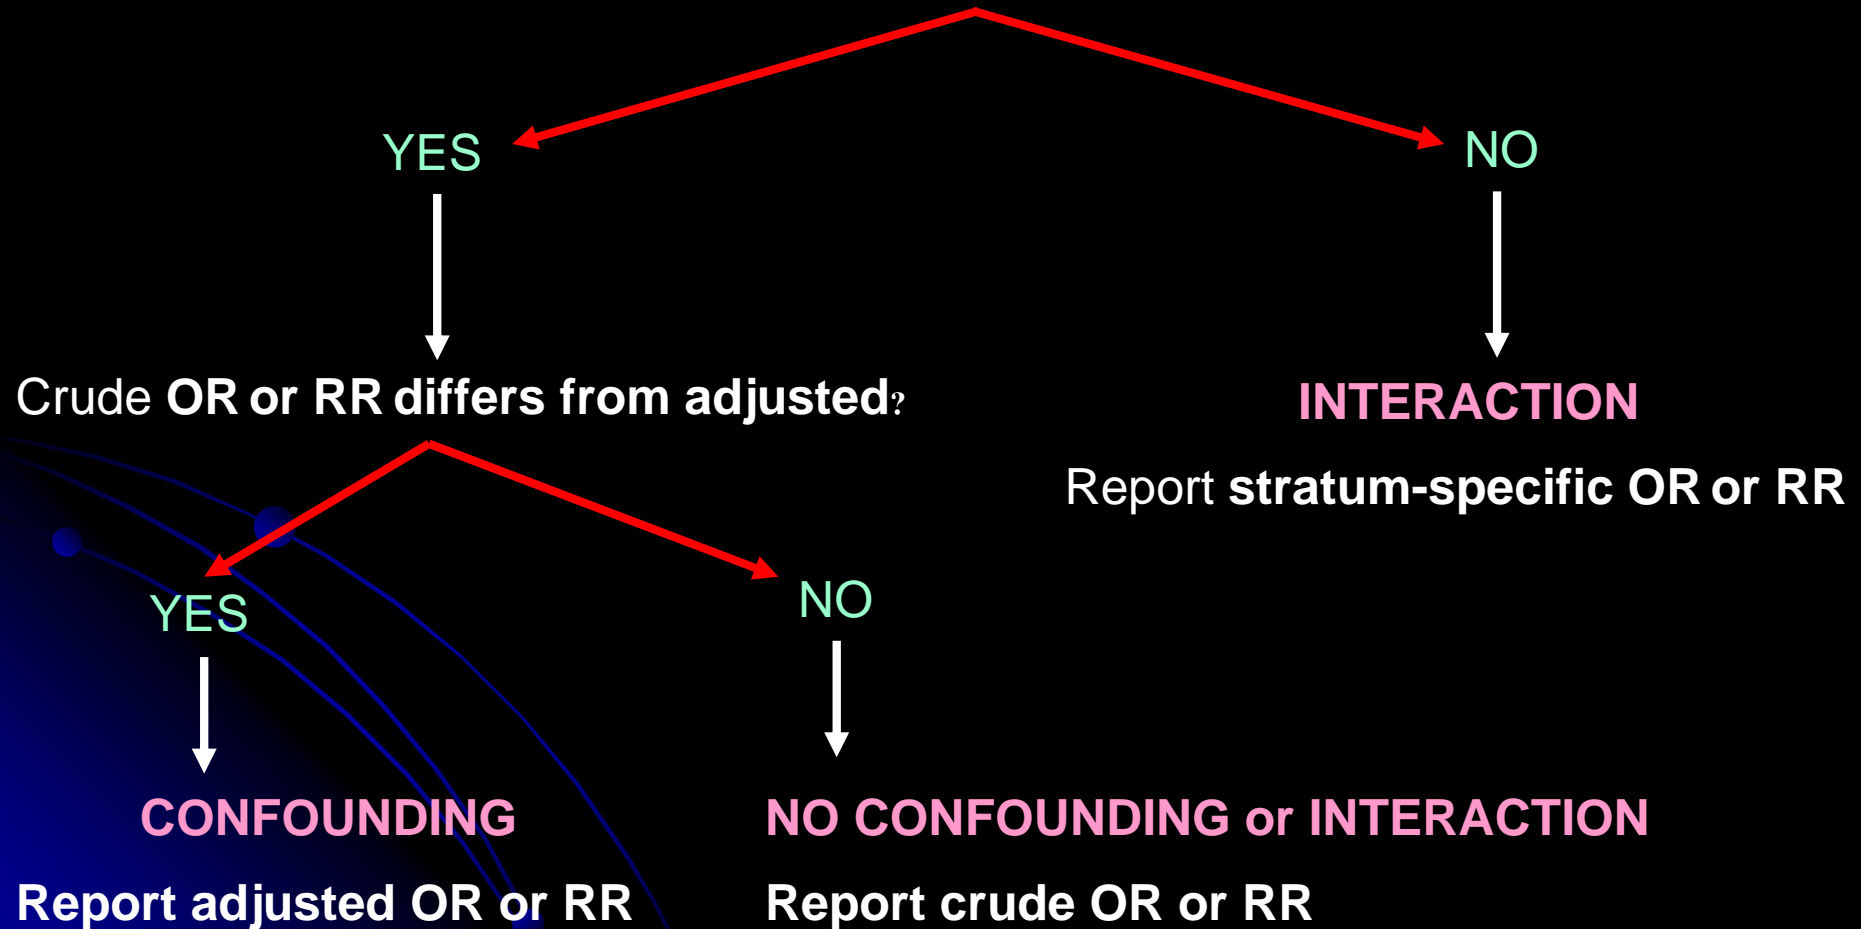 YES
NO
Crude OR or RR differs from adjusted?
INTERACTION
Report stratum-specific OR or RR
YES
NO
CONFOUNDING
NO CONFOUNDING or INTERACTION
Report adjusted OR or RR
Report crude OR or RR